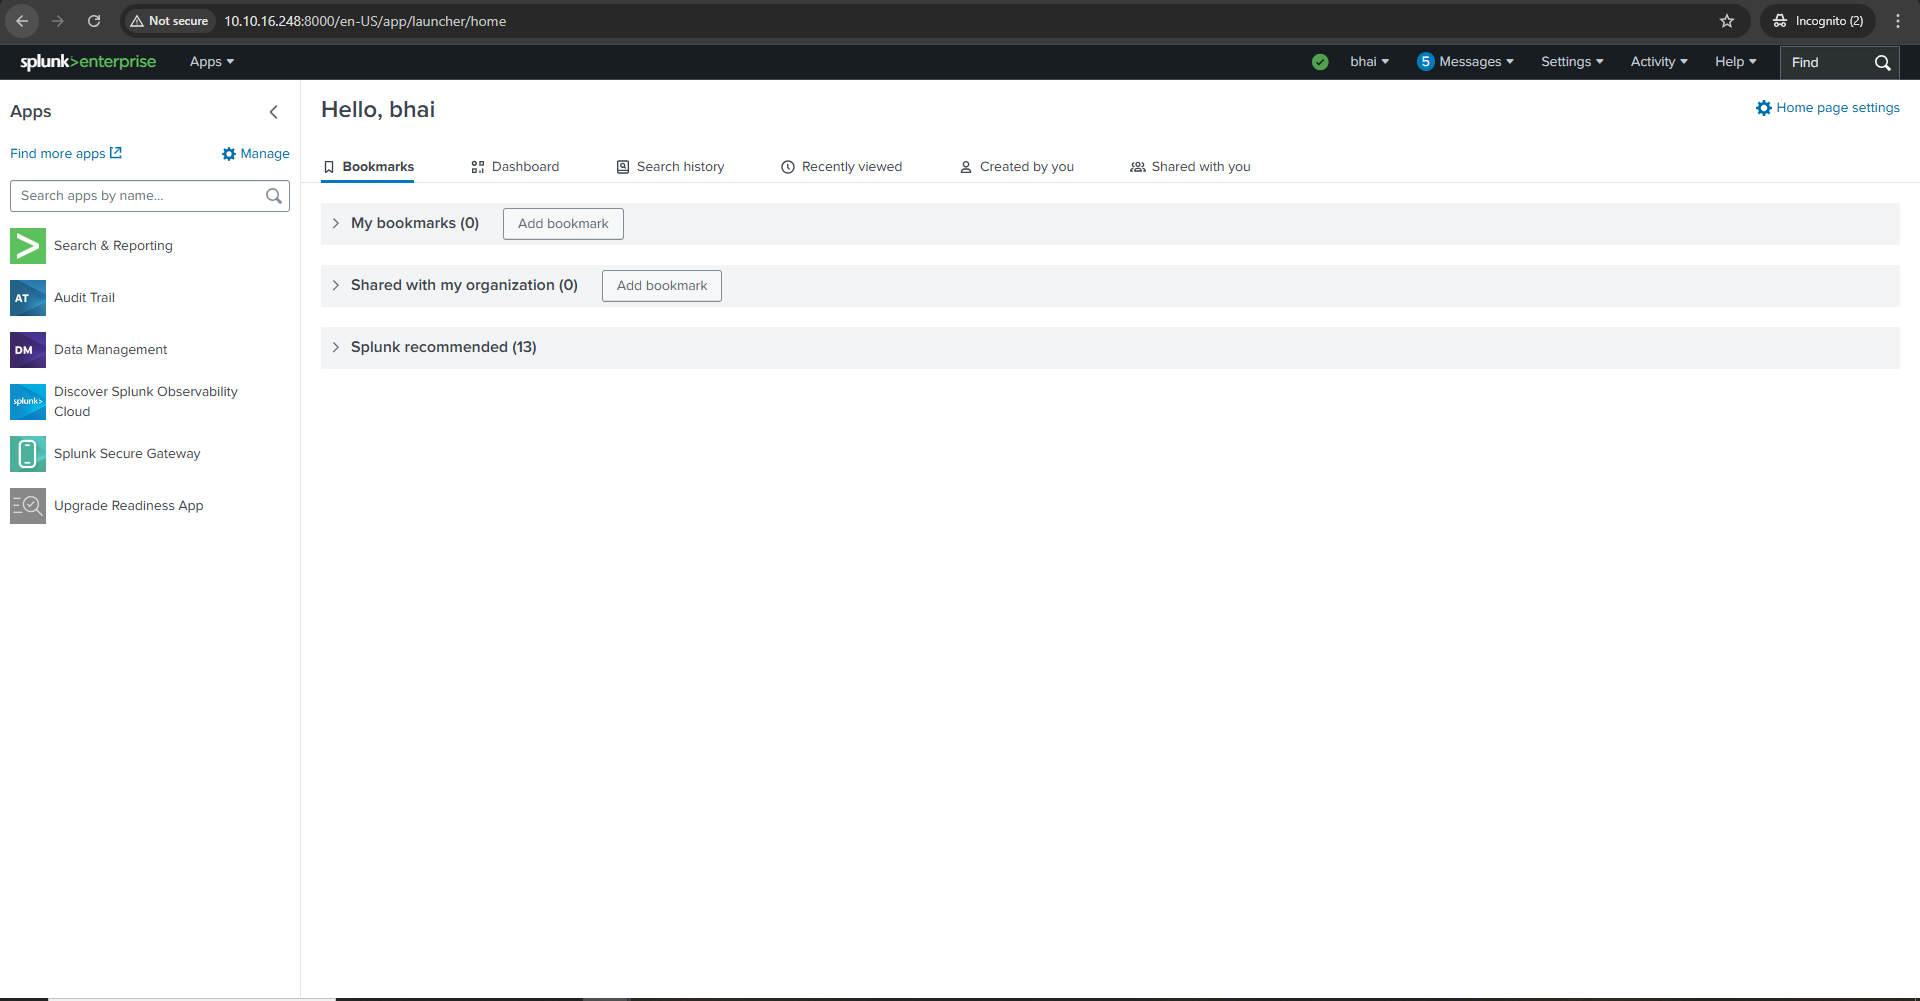 Not secure 10.10.16.248:8000/en-US/app/launcher/home Incognito (2)
splunk>enterprise Apps bhai 5 Messages Settings Activity Help Find
Apps
Find more apps Manage
Search apps by name...
Search & Reporting
AT Audit Trail
DM Data Management
splunk> Discover Splunk Observability
Cloud
Splunk Secure Gateway
Upgrade Readiness App
Hello, bhai
Home page settings
Bookmarks Dashboard Search history Recently viewed Created by you Shared with you
My bookmarks (0) Add bookmark
Shared with my organization (0) Add bookmark
Splunk recommended (13)